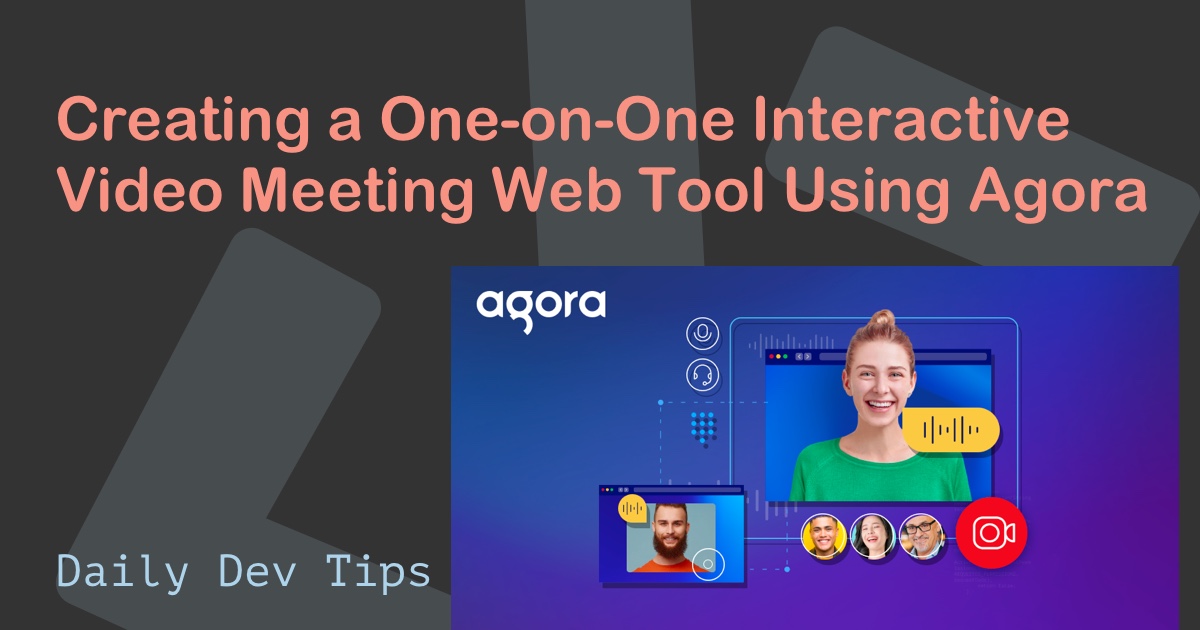 Creating a One-on-One Interactive
Video Meeting Web Tool Using Agora
agora
Daily Dev Tips